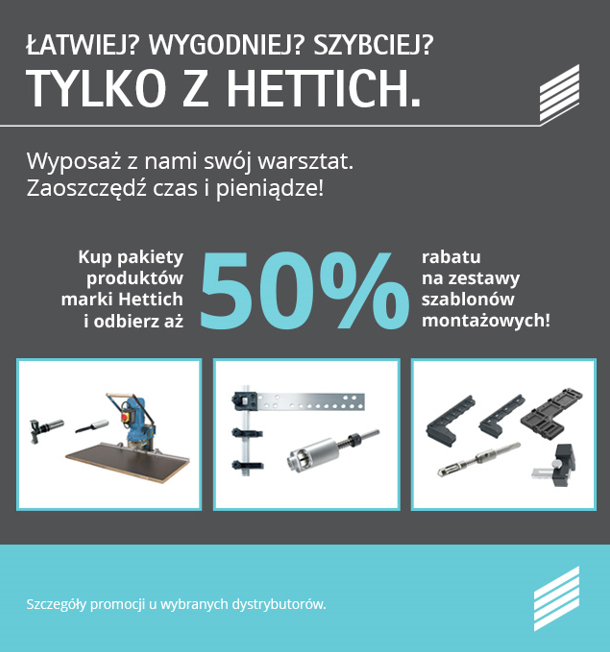 ŁATWIEJ? WYGODNIEJ? SZYBCIEJ?
TYLKO Z HETTICH.
Wyposaż z nami swój warsztat.
Zaoszczędź czas i pieniądze!
Kup pakiety
produktów
marki Hettich
i odbierz aż
50%
rabatu
na zestawy
szablonów
montażowych!
Szczegóły promocji u wybranych dystrybutorów.